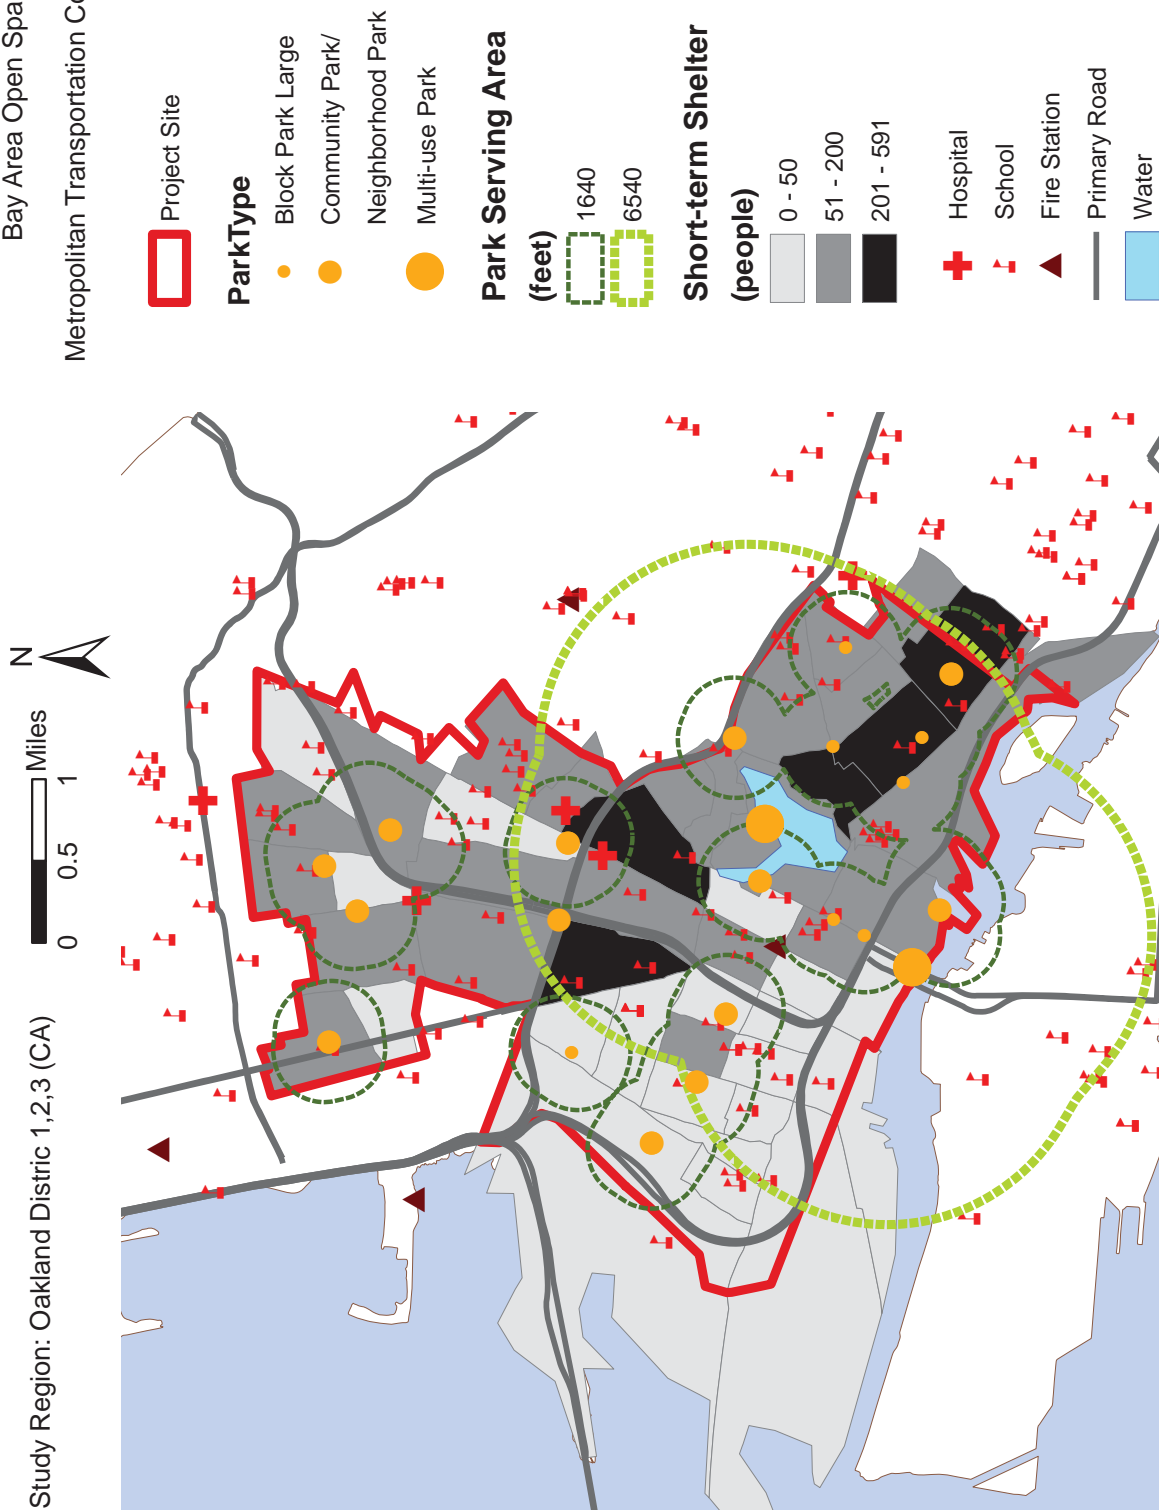 Study Region: Oakland Distric 1,2,3 (CA)
0 0.5 1
Miles
N
Bay Area Open Spa
Metropolitan Transportation Co
Project Site
ParkType
Block Park Large
Community Park/
Neighborhood Park
Multi-use Park
Park Serving Area
(feet)
1640
6540
Short-term Shelter
(people)
0 - 50
51 - 200
201 - 591
Hospital
School
Fire Station
Primary Road
Water